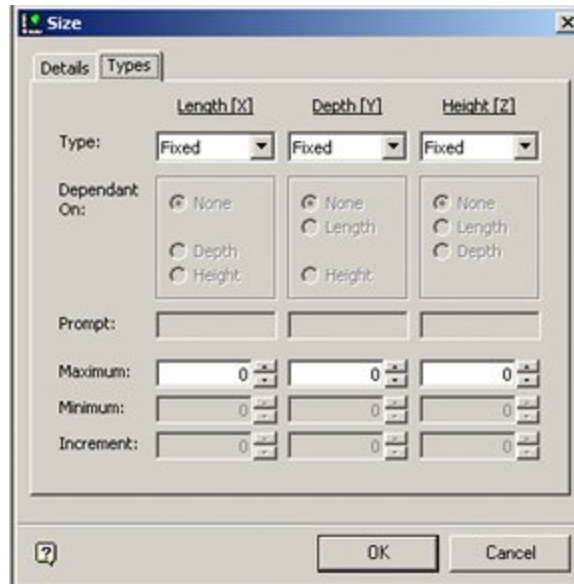 Size
Details Types
Length [X] Depth [Y] Height [Z]
Type: Fixed Fixed Fixed
Dependant On:
None None None
Length Length
Depth Depth
Height Height
Prompt:
Maximum: 0 0 0
Minimum: 0 0 0
Increment: 0 0 0
OK Cancel